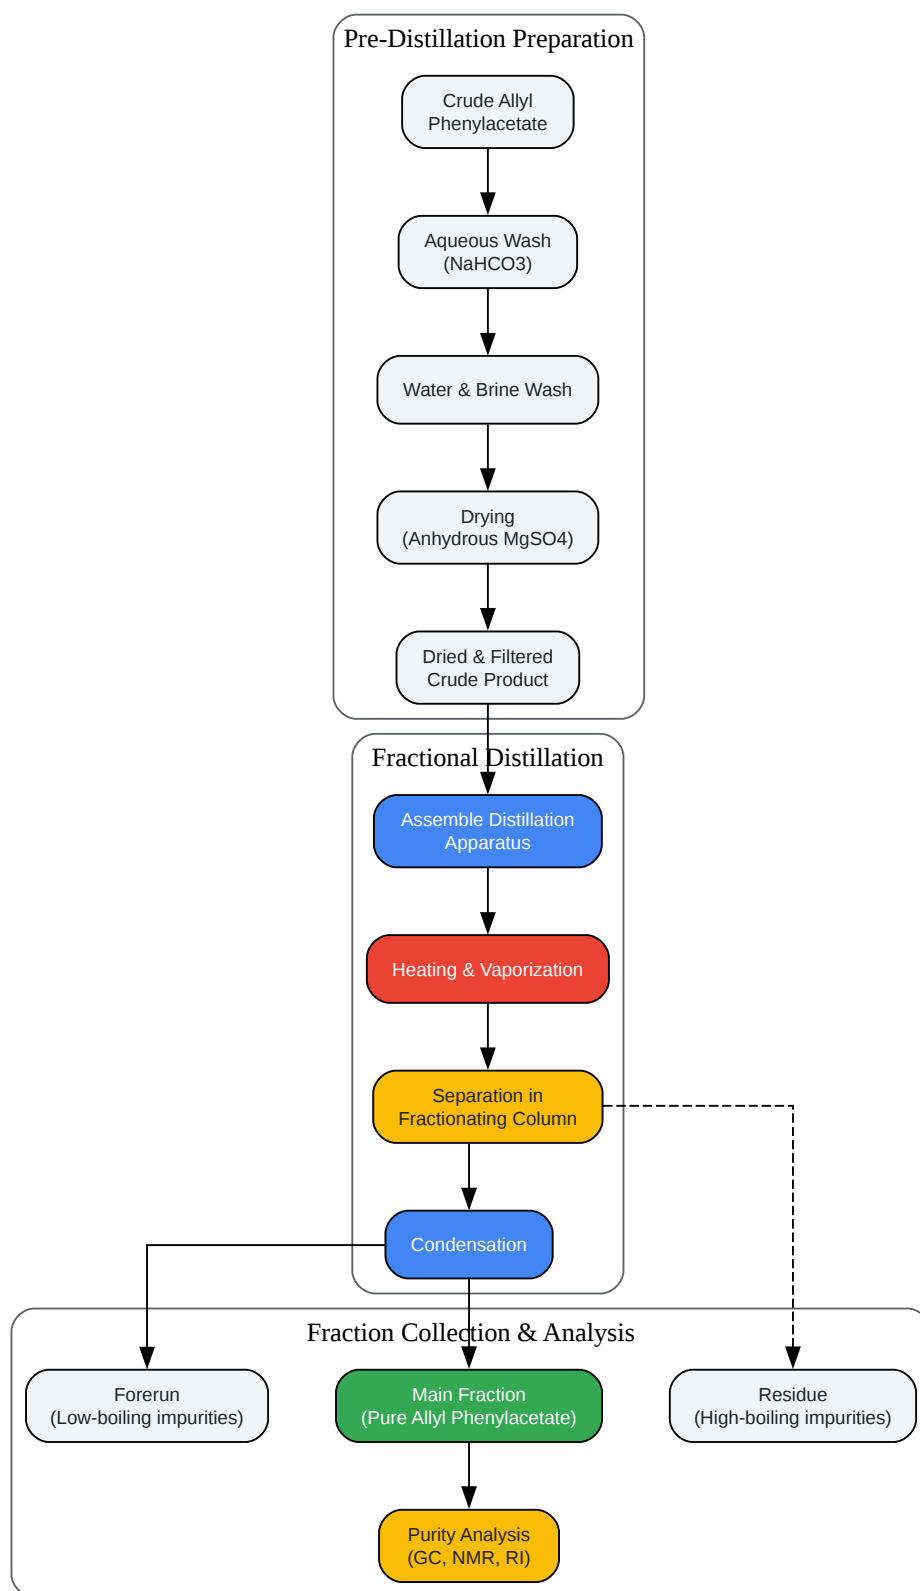 Pre-Distillation Preparation
Crude Allyl
Phenylacetate
Aqueous Wash
(NaHCO3)
Water & Brine Wash
Drying
(Anhydrous MgSO4)
Dried & Filtered
Crude Product
Fractional Distillation
Assemble Distillation
Apparatus
Heating & Vaporization
Separation in
Fractionating Column
Condensation
Fraction Collection & Analysis
Forerun
(Low-boiling impurities)
Main Fraction
(Pure Allyl Phenylacetate)
Residue
(High-boiling impurities)
Purity Analysis
(GC, NMR, RI)